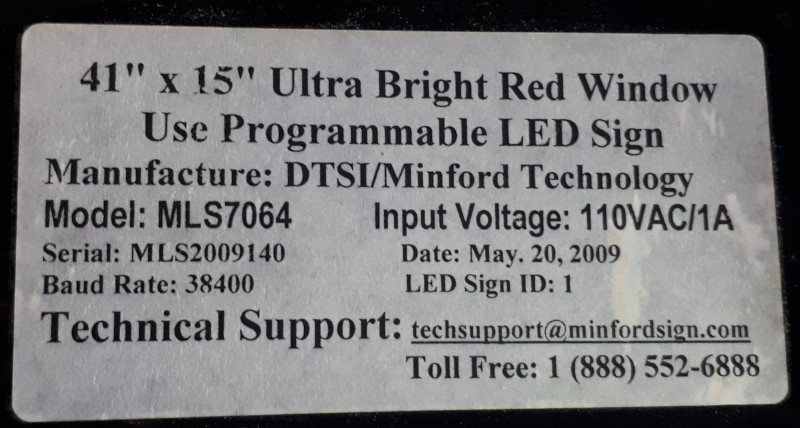 41" x 15" Ultra Bright Red Window
Use Programmable LED Sign
Manufacture: DTSI/Minford Technology
Model: MLS7064 Input Voltage: 110VAC/1A
Serial: MLS2009140 Date: May. 20, 2009
Baud Rate: 38400 LED Sign ID: 1
Technical Support: techsupport@minfordsign.com
Toll Free: 1 (888) 552-6888